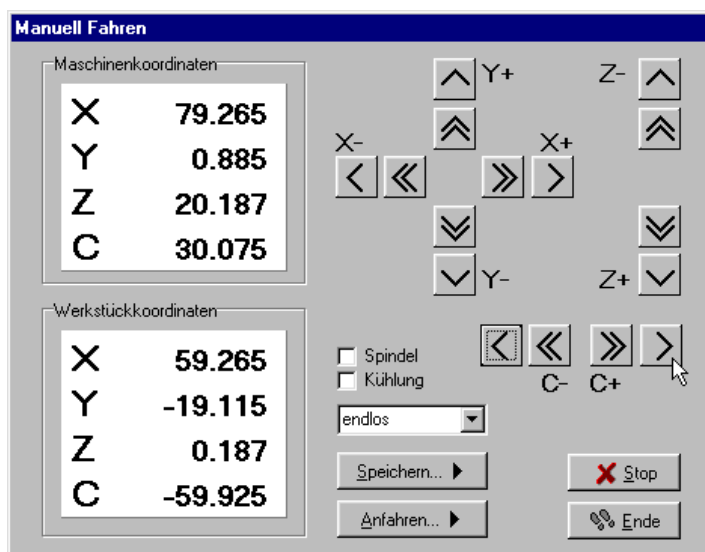 Manuell Fahren
Maschinenkoordinaten
X 79.265
Y 0.885
Z 20.187
C 30.075
Werkstückkoordinaten
X 59.265
Y -19.115
Z 0.187
C -59.925
Y+
Z-
X-
X+
Y-
Z+
C-
C+
Spindel
Kühlung
endlos
Speichern...
Anfahren...
Stop
Ende